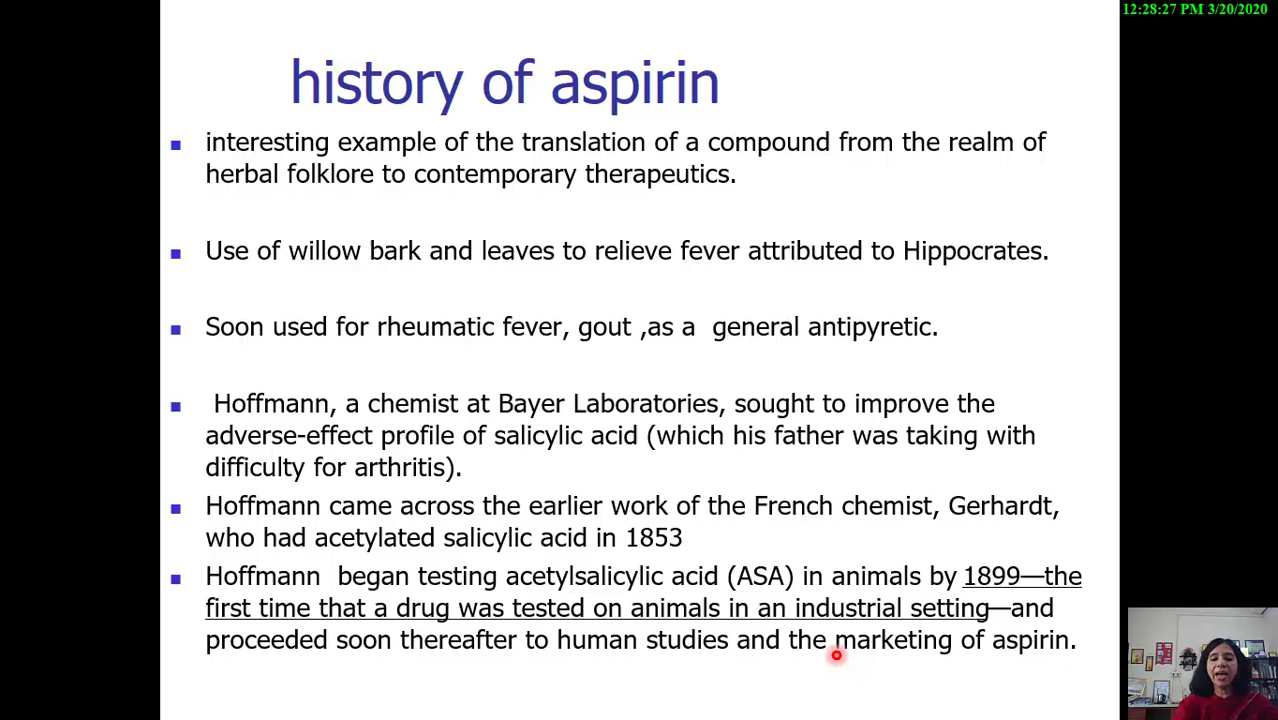 12:28:27 PM 3/20/2020
history of aspirin
interesting example of the translation of a compound from the realm of
herbal folklore to contemporary therapeutics.
Use of willow bark and leaves to relieve fever attributed to Hippocrates.
Soon used for rheumatic fever, gout ,as a  general antipyretic.
Hoffmann, a chemist at Bayer Laboratories, sought to improve the
adverse-effect profile of salicylic acid (which his father was taking with
difficulty for arthritis).
Hoffmann came across the earlier work of the French chemist, Gerhardt,
who had acetylated salicylic acid in 1853
Hoffmann  began testing acetylsalicylic acid (ASA) in animals by 1899—the
first time that a drug was tested on animals in an industrial setting—and
proceeded soon thereafter to human studies and the marketing of aspirin.